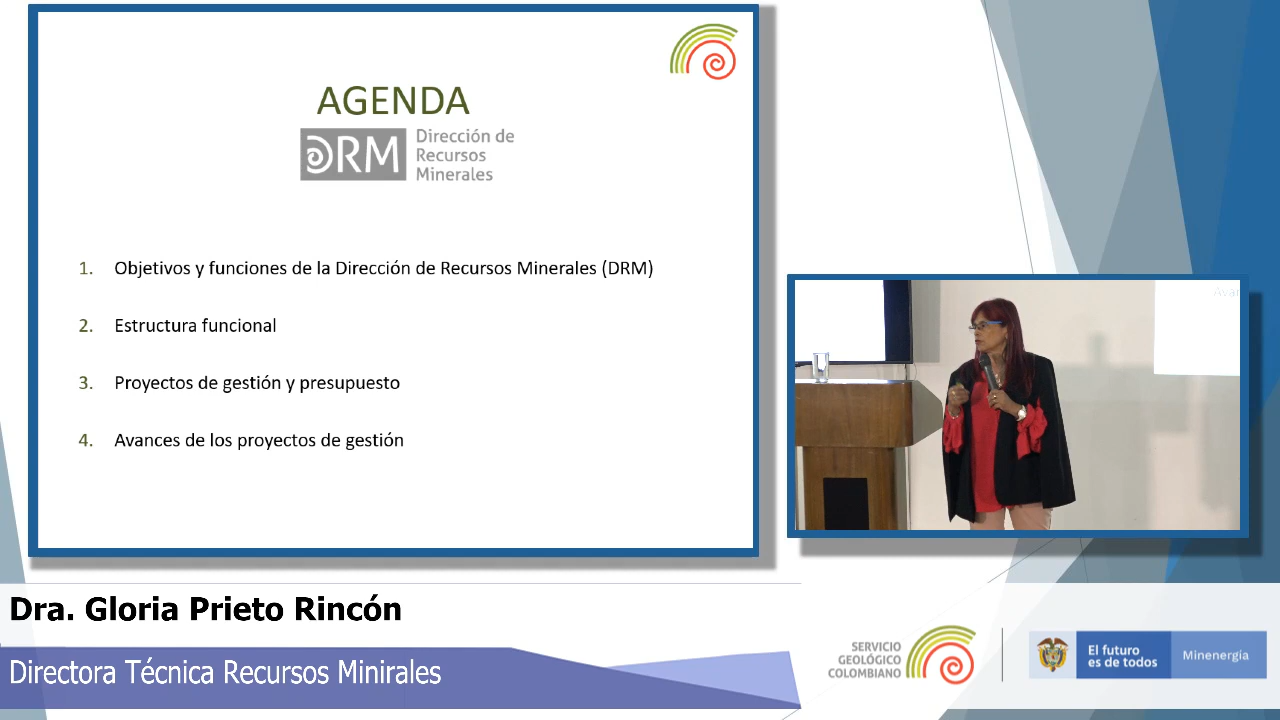 AGENDA
DRM
Dirección de
Recursos
Minerales
1. Objetivos y funciones de la Dirección de Recursos Minerales (DRM)
2. Estructura funcional
3. Proyectos de gestión y presupuesto
4. Avances de los proyectos de gestión
Avan
Dra. Gloria Prieto Rincón
Directora Técnica Recursos Minirales
SERVICIO
GEOLÓGICO
COLOMBIANO
El futuro
es de todos
Minenergía